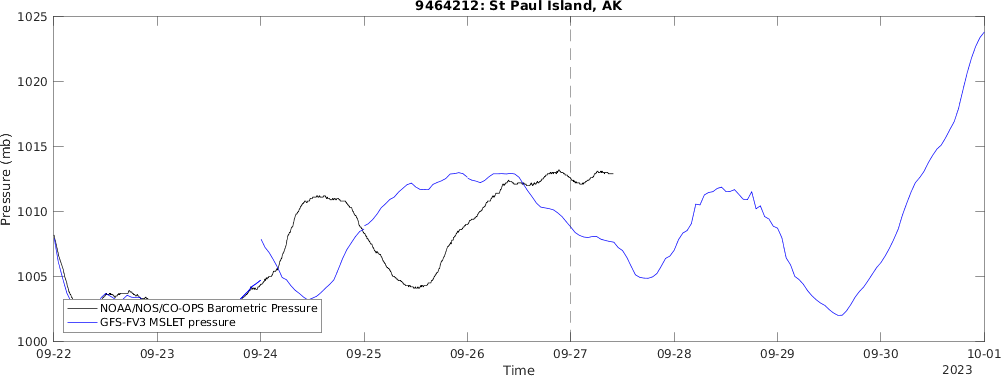 9464212: St Paul Island, AK
Pressure (mb)
1025
1020
1015
1010
1005
1000
NOAA/NOS/CO-OPS Barometric Pressure
GFS-FV3 MSLET pressure
09-22 09-23 09-24 09-25 09-26 09-27 09-28 09-29 09-30 10-01
Time
2023